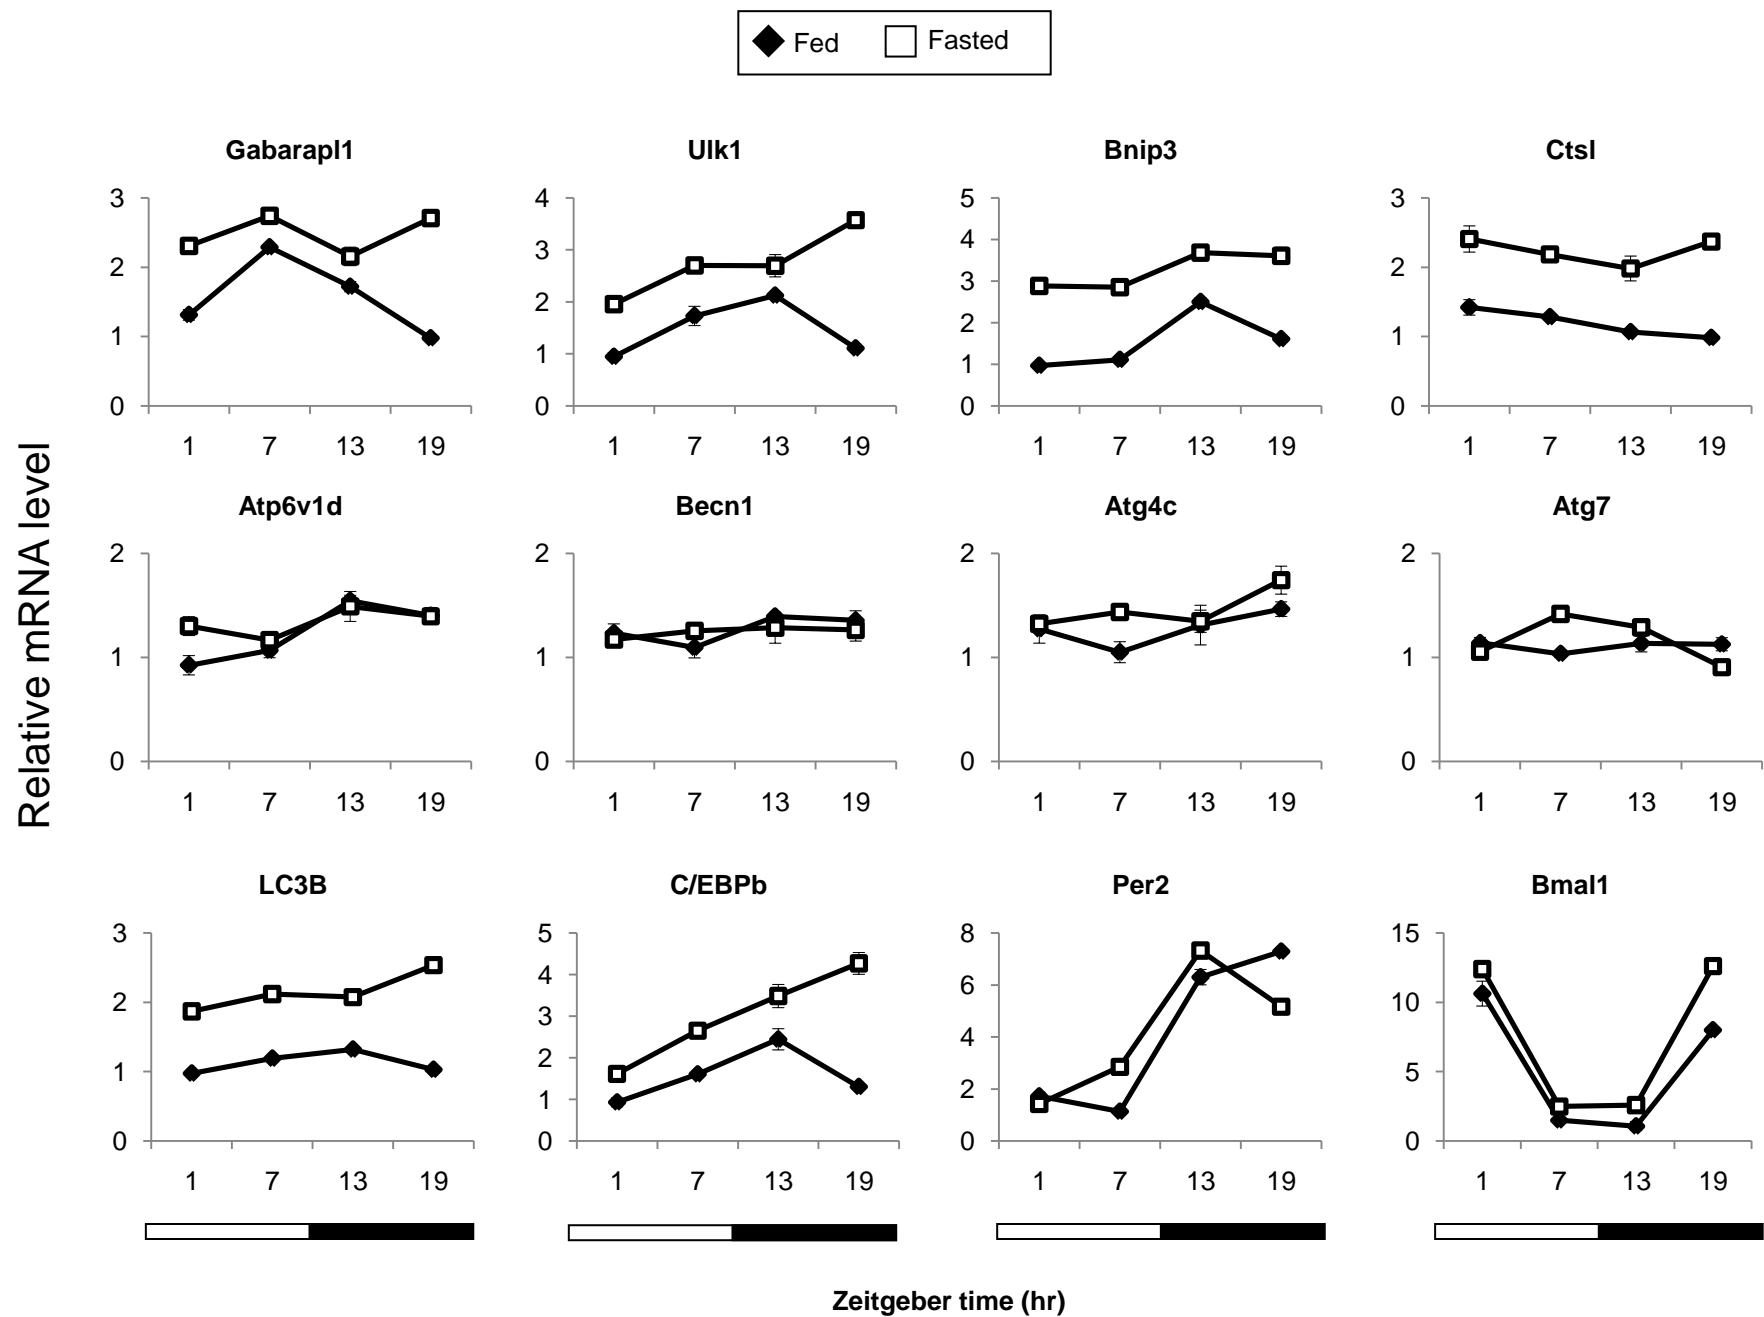 Fed Fasted
Gabarapl1 Ulk1 Bnip3 Ctsl
3 4 5 3
4
3
2 3 2
2
2
1 1
1 1
0 0 0 0
1 7 13 19 1 7 13 19 1 7 13 19 1 7 13 19
Relative mRNA level
Atp6v1d Becn1 Atg4c Atg7
2 2 2 2
1 1 1 1
0 0 0 0
1 7 13 19 1 7 13 19 1 7 13 19 1 7 13 19
LC3B C/EBPb Per2 Bmal1
3 5 8 15
4
6
2 3 10
4
2
1 5
1 2
0 0 0 0
1 7 13 19 1 7 13 19 1 7 13 19 1 7 13 19
Zeitgeber time (hr)